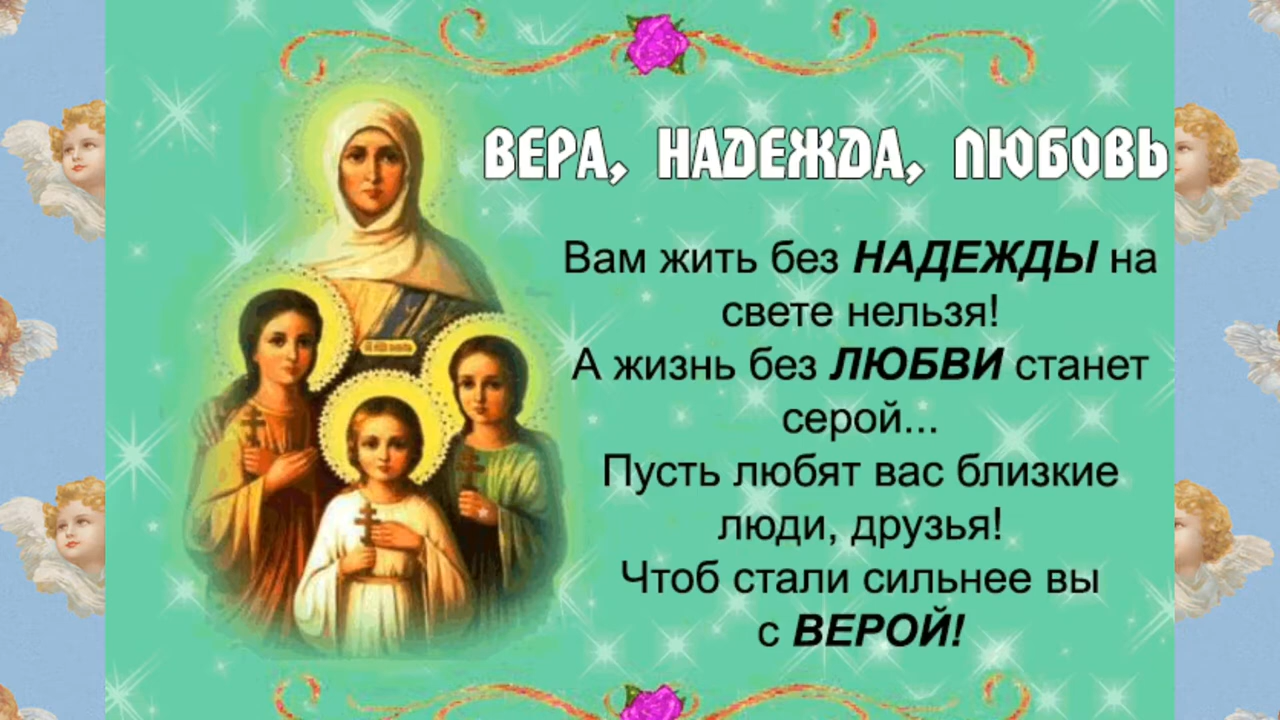 ВЕРА, НАДЕЖДА, ЛЮБОВЬ
Вам жить без НАДЕЖДЫ на
свете нельзя!
А жизнь без ЛЮБВИ станет
серой...
Пусть любят вас близкие
люди, друзья!
Чтоб стали сильнее вы
с ВЕРОЙ!